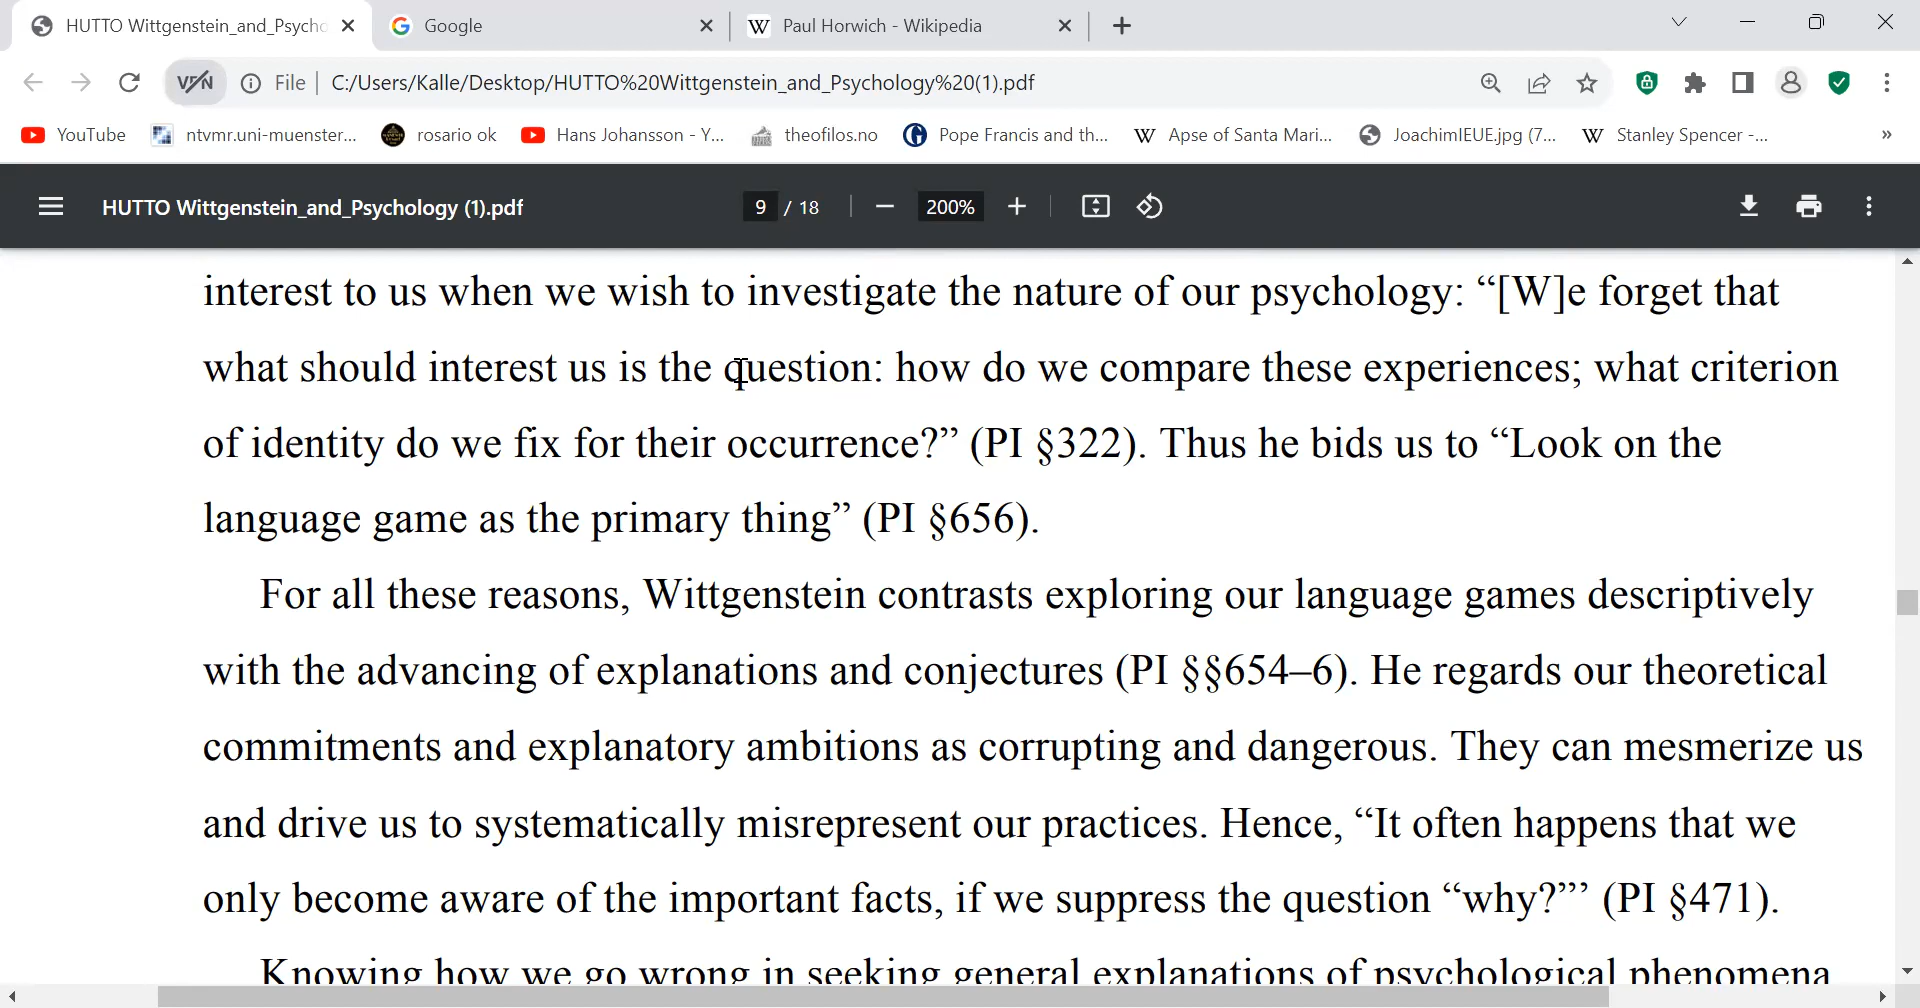 HUTTO Wittgenstein_and_Psycho
Google
Paul Horwich - Wikipedia
VPN
File
C:/Users/Kalle/Desktop/HUTTO%20Wittgenstein_and_Psychology%20(1).pdf
YouTube
ntvmr.uni-muenster...
rosario ok
Hans Johansson - Y...
theofilos.no
Pope Francis and th...
Apse of Santa Mari...
JoachimIEUE.jpg (7...
Stanley Spencer -...
»
HUTTO Wittgenstein_and_Psychology (1).pdf
9 / 18
200%
interest to us when we wish to investigate the nature of our psychology: “[W]e forget that
what should interest us is the question: how do we compare these experiences; what criterion
of identity do we fix for their occurrence?” (PI §322). Thus he bids us to “Look on the
language game as the primary thing” (PI §656).
For all these reasons, Wittgenstein contrasts exploring our language games descriptively
with the advancing of explanations and conjectures (PI §§654–6). He regards our theoretical
commitments and explanatory ambitions as corrupting and dangerous. They can mesmerize us
and drive us to systematically misrepresent our practices. Hence, “It often happens that we
only become aware of the important facts, if we suppress the question “why?”’ (PI §471).
Knowing how we go wrong in seeking general explanations of psychological phenomena